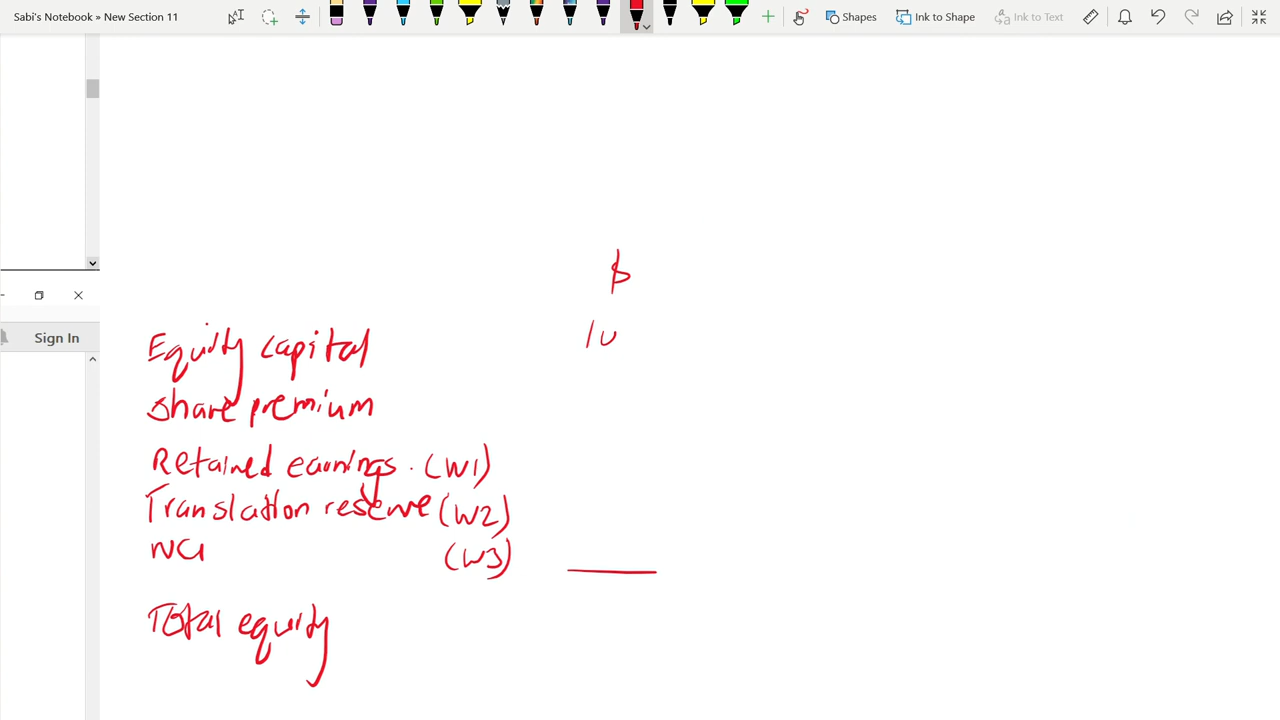 Sabi's Notebook » New Section 11
Shapes
Ink to Shape
Ink to Text
Sign In
$
Equity capital 10
Share premium
Retained earnings. (W1)
Translation reserve (W2)
NCI (W3)
Total equity